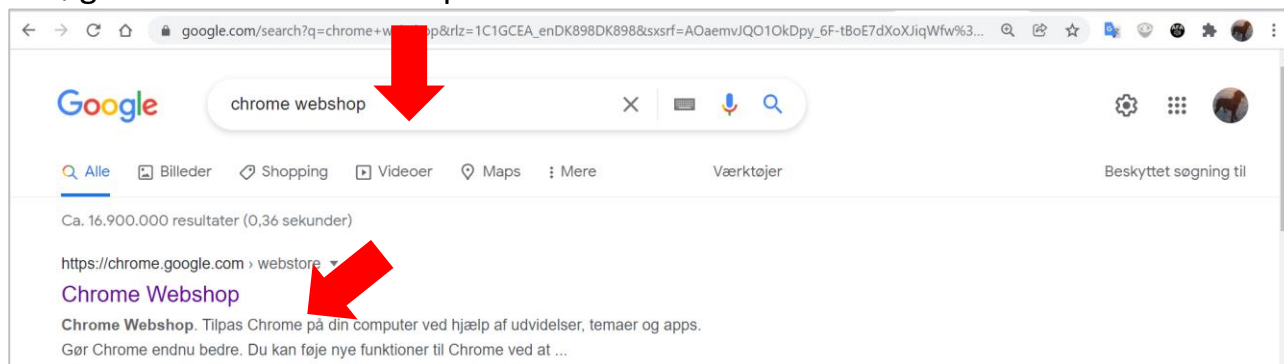 google.com/search?q=chrome+w p&rlz=1C1GCEA_enDK898DK898&sxsrf=AOaemvJQO1OkDpy_6F-tBoE7dXoXJiqWfw%3...
Google
chrome webshop
Alle Billeder Shopping Videoer Maps Mere Værktøjer Beskyttet søgning til
Ca. 16.900.000 resultater (0,36 sekunder)
https://chrome.google.com › webstore
Chrome Webshop
Chrome Webshop. Tilpas Chrome på din computer ved hjælp af udvidelser, temaer og apps.
Gør Chrome endnu bedre. Du kan føje nye funktioner til Chrome ved at ...